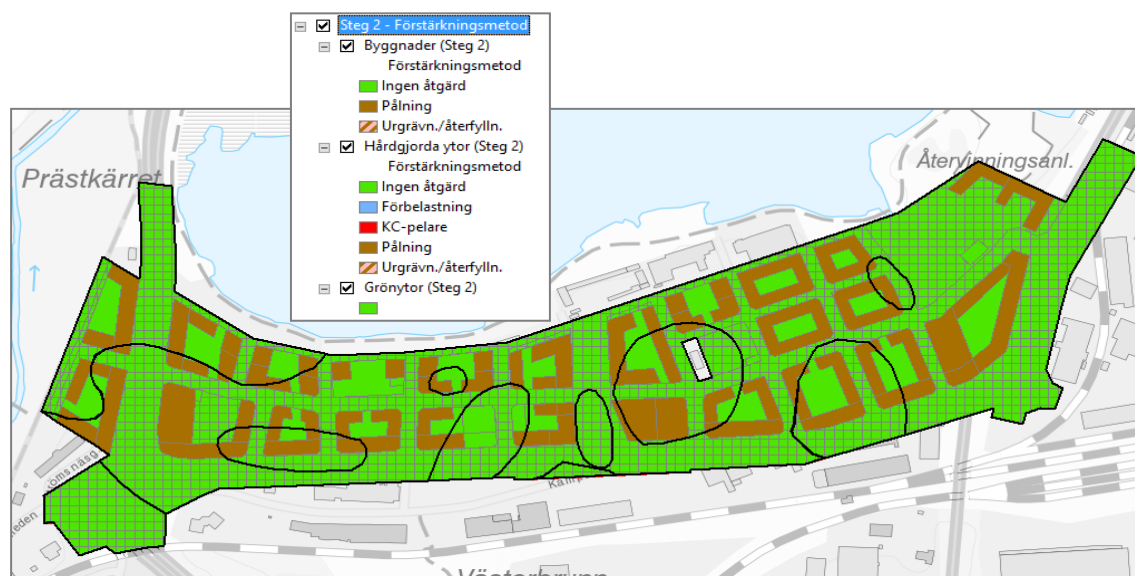 Steg 2 - Förstärkningsmetod
Byggnader (Steg 2)
Förstärkningsmetod
Ingen åtgärd
Pålning
Urgrävn./återfylln.
Hårdgjorda ytor (Steg 2)
Förstärkningsmetod
Ingen åtgärd
Förbelastning
KC-pelare
Pålning
Urgrävn./återfylln.
Grönytor (Steg 2)
Prästkärret
Återvinningsanl.